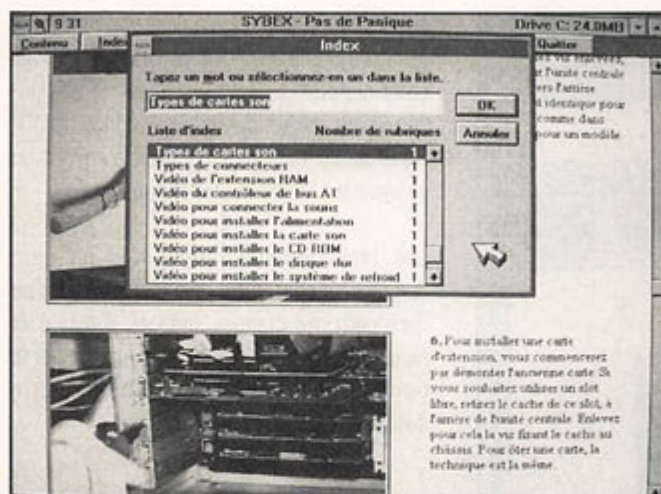 9 31
SYBEX - Pas de Panique
Drive C: 24.0MB
Contenu
Index
Quitter
Index
Tapez un mot ou sélectionnez-en un dans la liste.
Types de cartes son
OK
Annuler
Liste d'index
Nombre de rubriques
Types de cartes son 1
Types de connecteurs 1
Vidéo de l'extension RAM 1
Vidéo du contrôleur de bus AT 1
Vidéo pour connecter la souris 1
Vidéo pour installer l'alimentation 1
Vidéo pour installer la carte son 1
Vidéo pour installer le CD ROM 1
Vidéo pour installer le disque dur 1
Vidéo pour installer le système de refroid 1
vis enlevées,
l'unité centrale
vers l'arrière
identique pour
comme dans
pour un modèle
6. Pour installer une carte
d'extension, vous commencerez
par démonter l'ancienne carte. Si
vous souhaitez utiliser un slot
libre, retirez le cache de ce slot, à
l'arrière de l'unité centrale. Enlevez
pour cela la vis fixant le cache au
châssis. Pour ôter une carte, la
technique est la même.